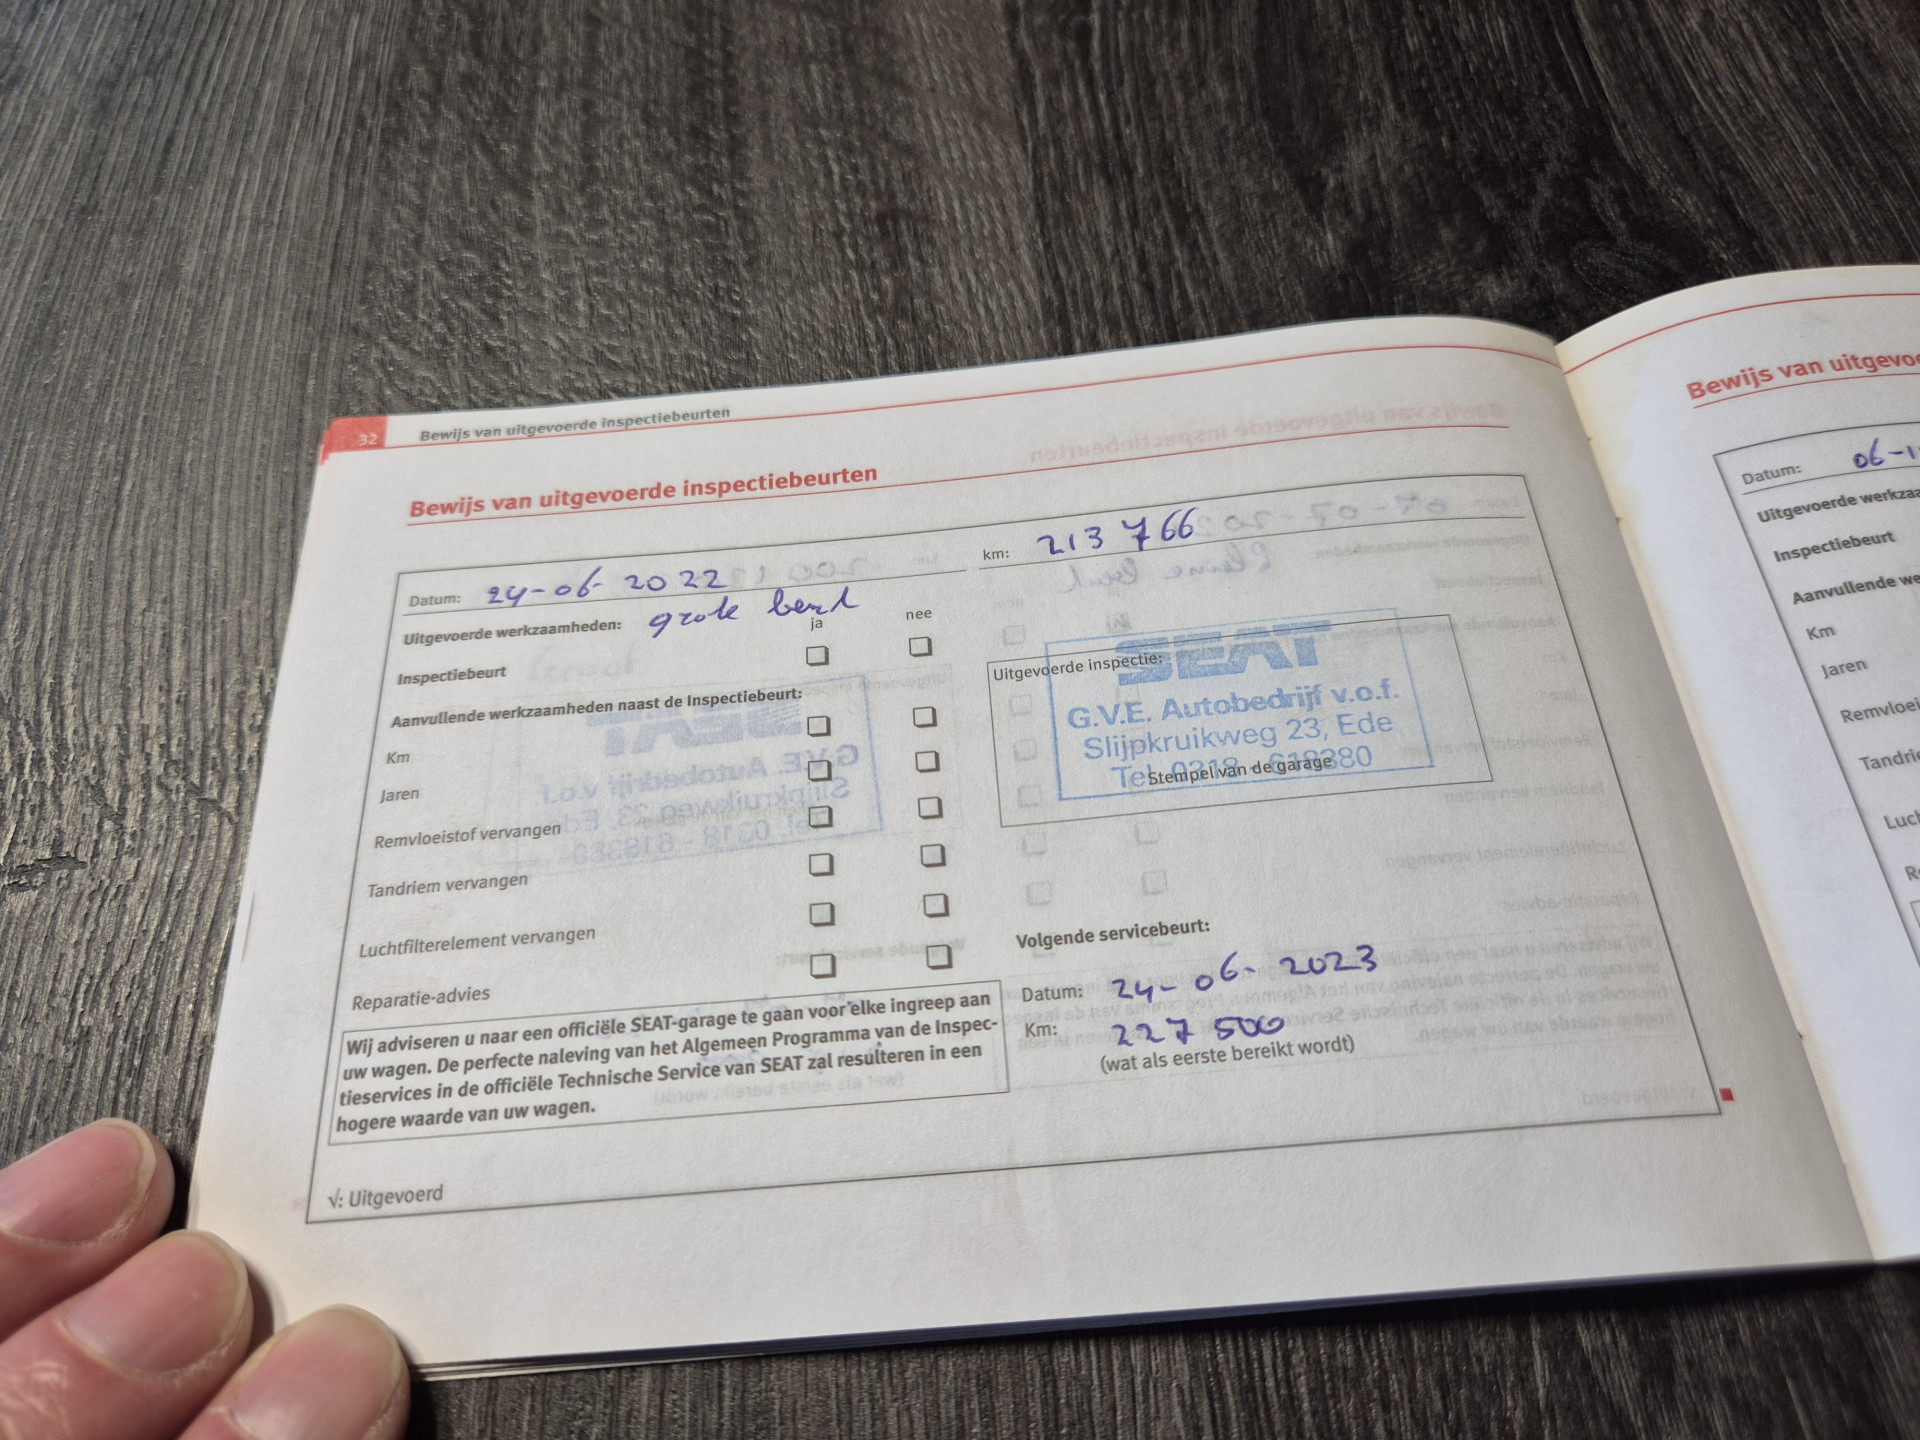 32 Bewijs van uitgevoerde inspectiebeurten
Bewijs van uitgevoerde inspectiebeurten
Datum: 24-06-2022
km: 213 766
Uitgevoerde werkzaamheden: grote beurt
ja nee
Inspectiebeurt
Aanvullende werkzaamheden naast de Inspectiebeurt:
Km
Jaren
Remvloeistof vervangen
Tandriem vervangen
Luchtfilterelement vervangen
Reparatie-advies
Wij adviseren u naar een officiële SEAT-garage te gaan voor elke ingreep aan
uw wagen. De perfecte naleving van het Algemeen Programma van de Inspec-
tieservices in de officiële Technische Service van SEAT zal resulteren in een
hogere waarde van uw wagen.
√: Uitgevoerd
Uitgevoerde inspectie:
SEAT
G.V.E. Autobedrijf v.o.f.
Slijpkruikweg 23, Ede
Tel. 0318 - 618380
Stempel van de garage
Volgende servicebeurt:
Datum: 24-06-2023
Km: 227 500
(wat als eerste bereikt wordt)
Bewijs van
Datum: 06-
Uitgevoerde
Inspectiebeurt
Aanvullende
Km
Jaren